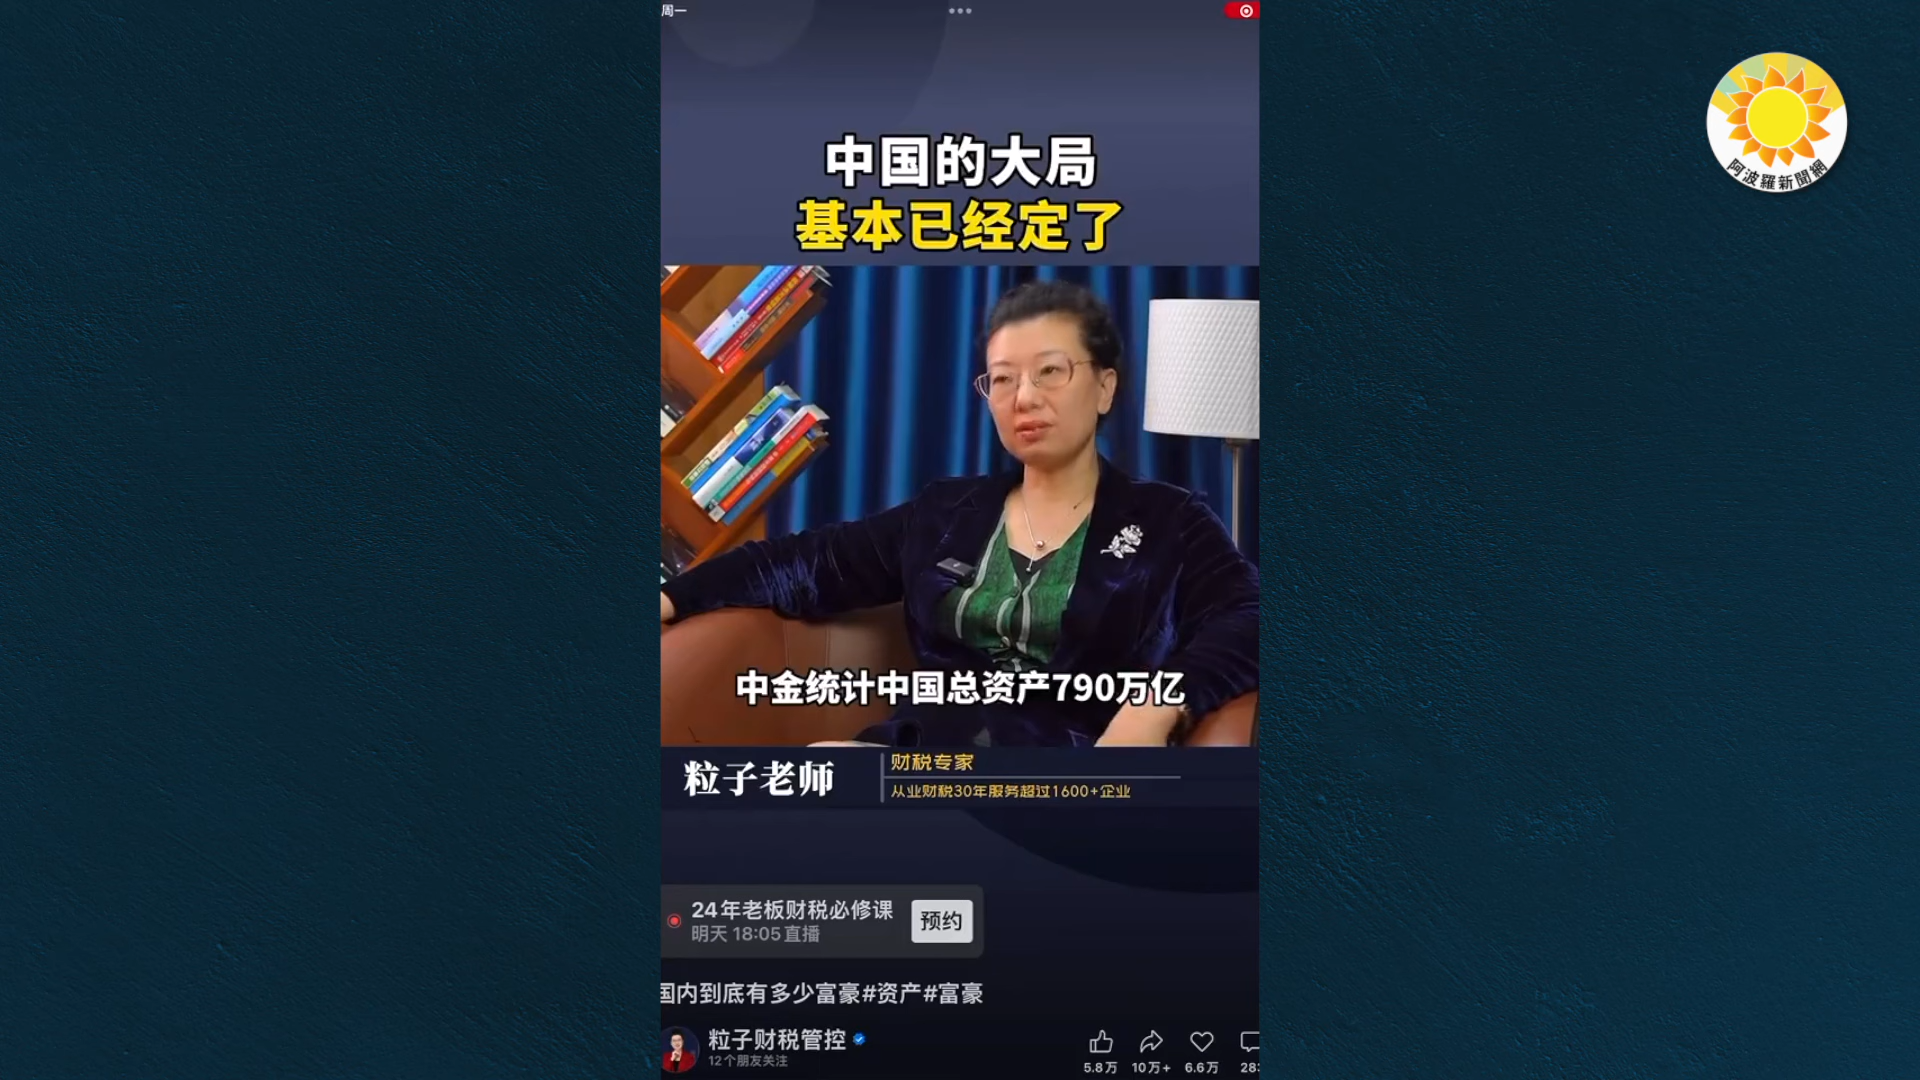 周一
阿波羅新聞網
中国的大局
基本已经定了
中金统计中国总资产790万亿
粒子老师
财税专家
从业财税30年服务超过1600+企业
24年老板财税必修课
明天 18:05直播
预约
国内到底有多少富豪#资产#富豪
粒子财税管控
12个朋友关注
5.8万
10万+
6.6万